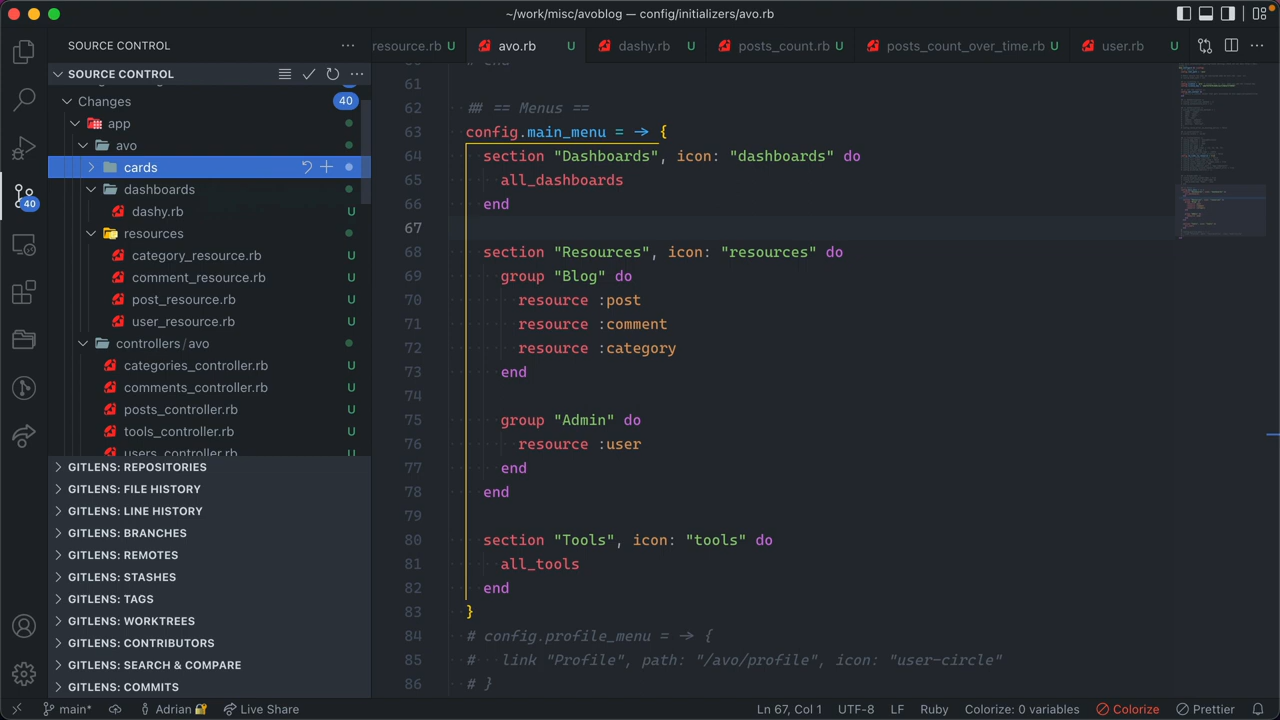 ~/work/misc/avoblog — config/initializers/avo.rb
SOURCE CONTROL
resource.rb U
avo.rb U
dashy.rb U
posts_count.rb U
posts_count_over_time.rb U
user.rb U
SOURCE CONTROL
Changes 40
app
avo
cards
dashboards
dashy.rb U
resources
category_resource.rb U
comment_resource.rb U
post_resource.rb U
user_resource.rb U
controllers/avo
categories_controller.rb U
comments_controller.rb U
posts_controller.rb U
tools_controller.rb U
users_controller.rb U
GITLENS: REPOSITORIES
GITLENS: FILE HISTORY
GITLENS: LINE HISTORY
GITLENS: BRANCHES
GITLENS: REMOTES
GITLENS: STASHES
GITLENS: TAGS
GITLENS: WORKTREES
GITLENS: CONTRIBUTORS
GITLENS: SEARCH & COMPARE
GITLENS: COMMITS
40
60 # end
61
62 ## == Menus ==
63 config.main_menu = -> {
64 section "Dashboards", icon: "dashboards" do
65 all_dashboards
66 end
67
68 section "Resources", icon: "resources" do
69 group "Blog" do
70 resource :post
71 resource :comment
72 resource :category
73 end
74
75 group "Admin" do
76 resource :user
77 end
78 end
79
80 section "Tools", icon: "tools" do
81 all_tools
82 end
83 }
84 # config.profile_menu = -> {
85 # link "Profile", path: "/avo/profile", icon: "user-circle"
86 # }
main* Adrian Live Share Ln 67, Col 1 UTF-8 LF Ruby Colorize: 0 variables Colorize Prettier